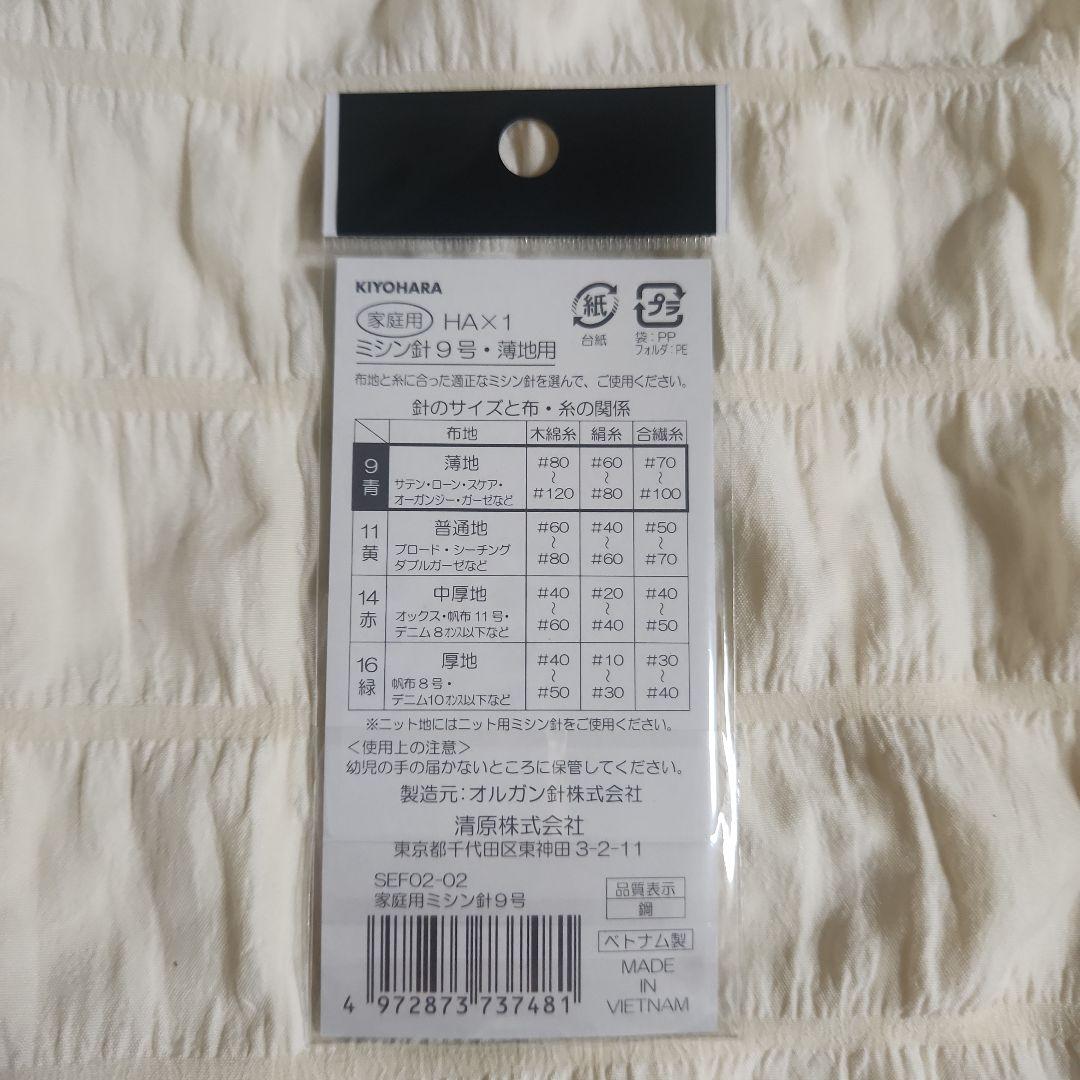 KIYOHARA
家庭用 HA×1
ミシン針9号・薄地用
紙
台紙
プラ
袋:PP
フォルダ:PE
布地と糸に合った適正なミシン針を選んで、ご使用ください。
針のサイズと布・糸の関係
布地 木綿糸 絹糸 合繊糸
9 青 薄地 サテン・ローン・スケア・オーガンジー・ガーゼなど #80~#120 #60~#80 #70~#100
11 黄 普通地 ブロード・シーチング ダブルガーゼなど #60~#80 #40~#60 #50~#70
14 赤 中厚地 オックス・帆布11号・デニム8オンス以下など #40~#60 #20~#40 #40~#50
16 緑 厚地 帆布8号・デニム10オンス以下など #40~#50 #10~#30 #30~#40
※ニット地にはニット用ミシン針をご使用ください。
<使用上の注意>
幼児の手の届かないところに保管してください。
製造元:オルガン針株式会社
清原株式会社
東京都千代田区東神田3-2-11
SEF02-02
家庭用ミシン針9号
品質表示
鋼
ベトナム製
MADE
IN
VIETNAM
4 972873 737481